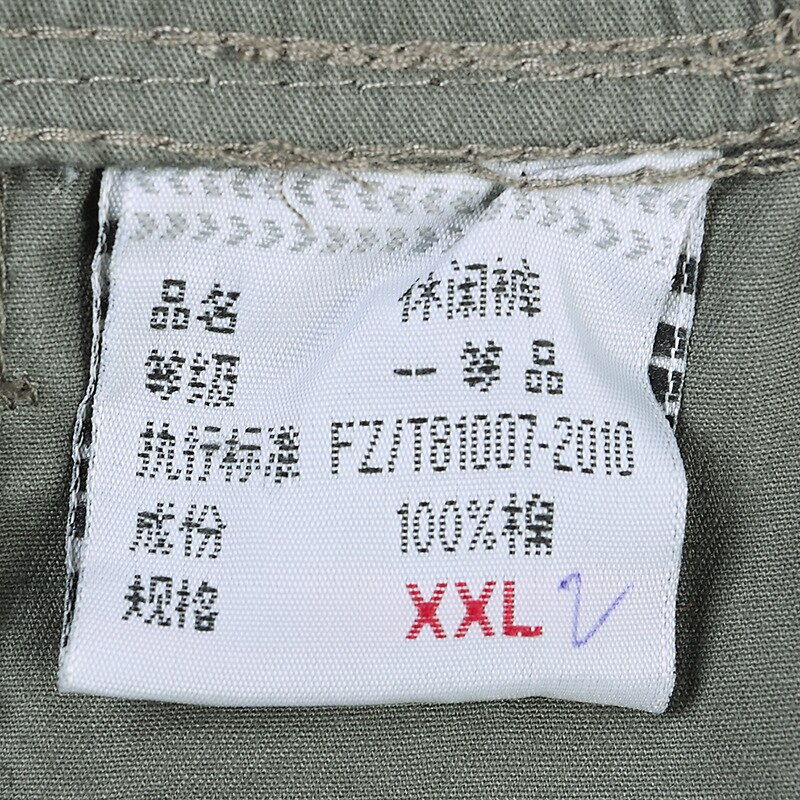 品名 休闲裤
等级 一等品
执行标准 FZ/T81007-2010
成份 100%棉
规格 XXL